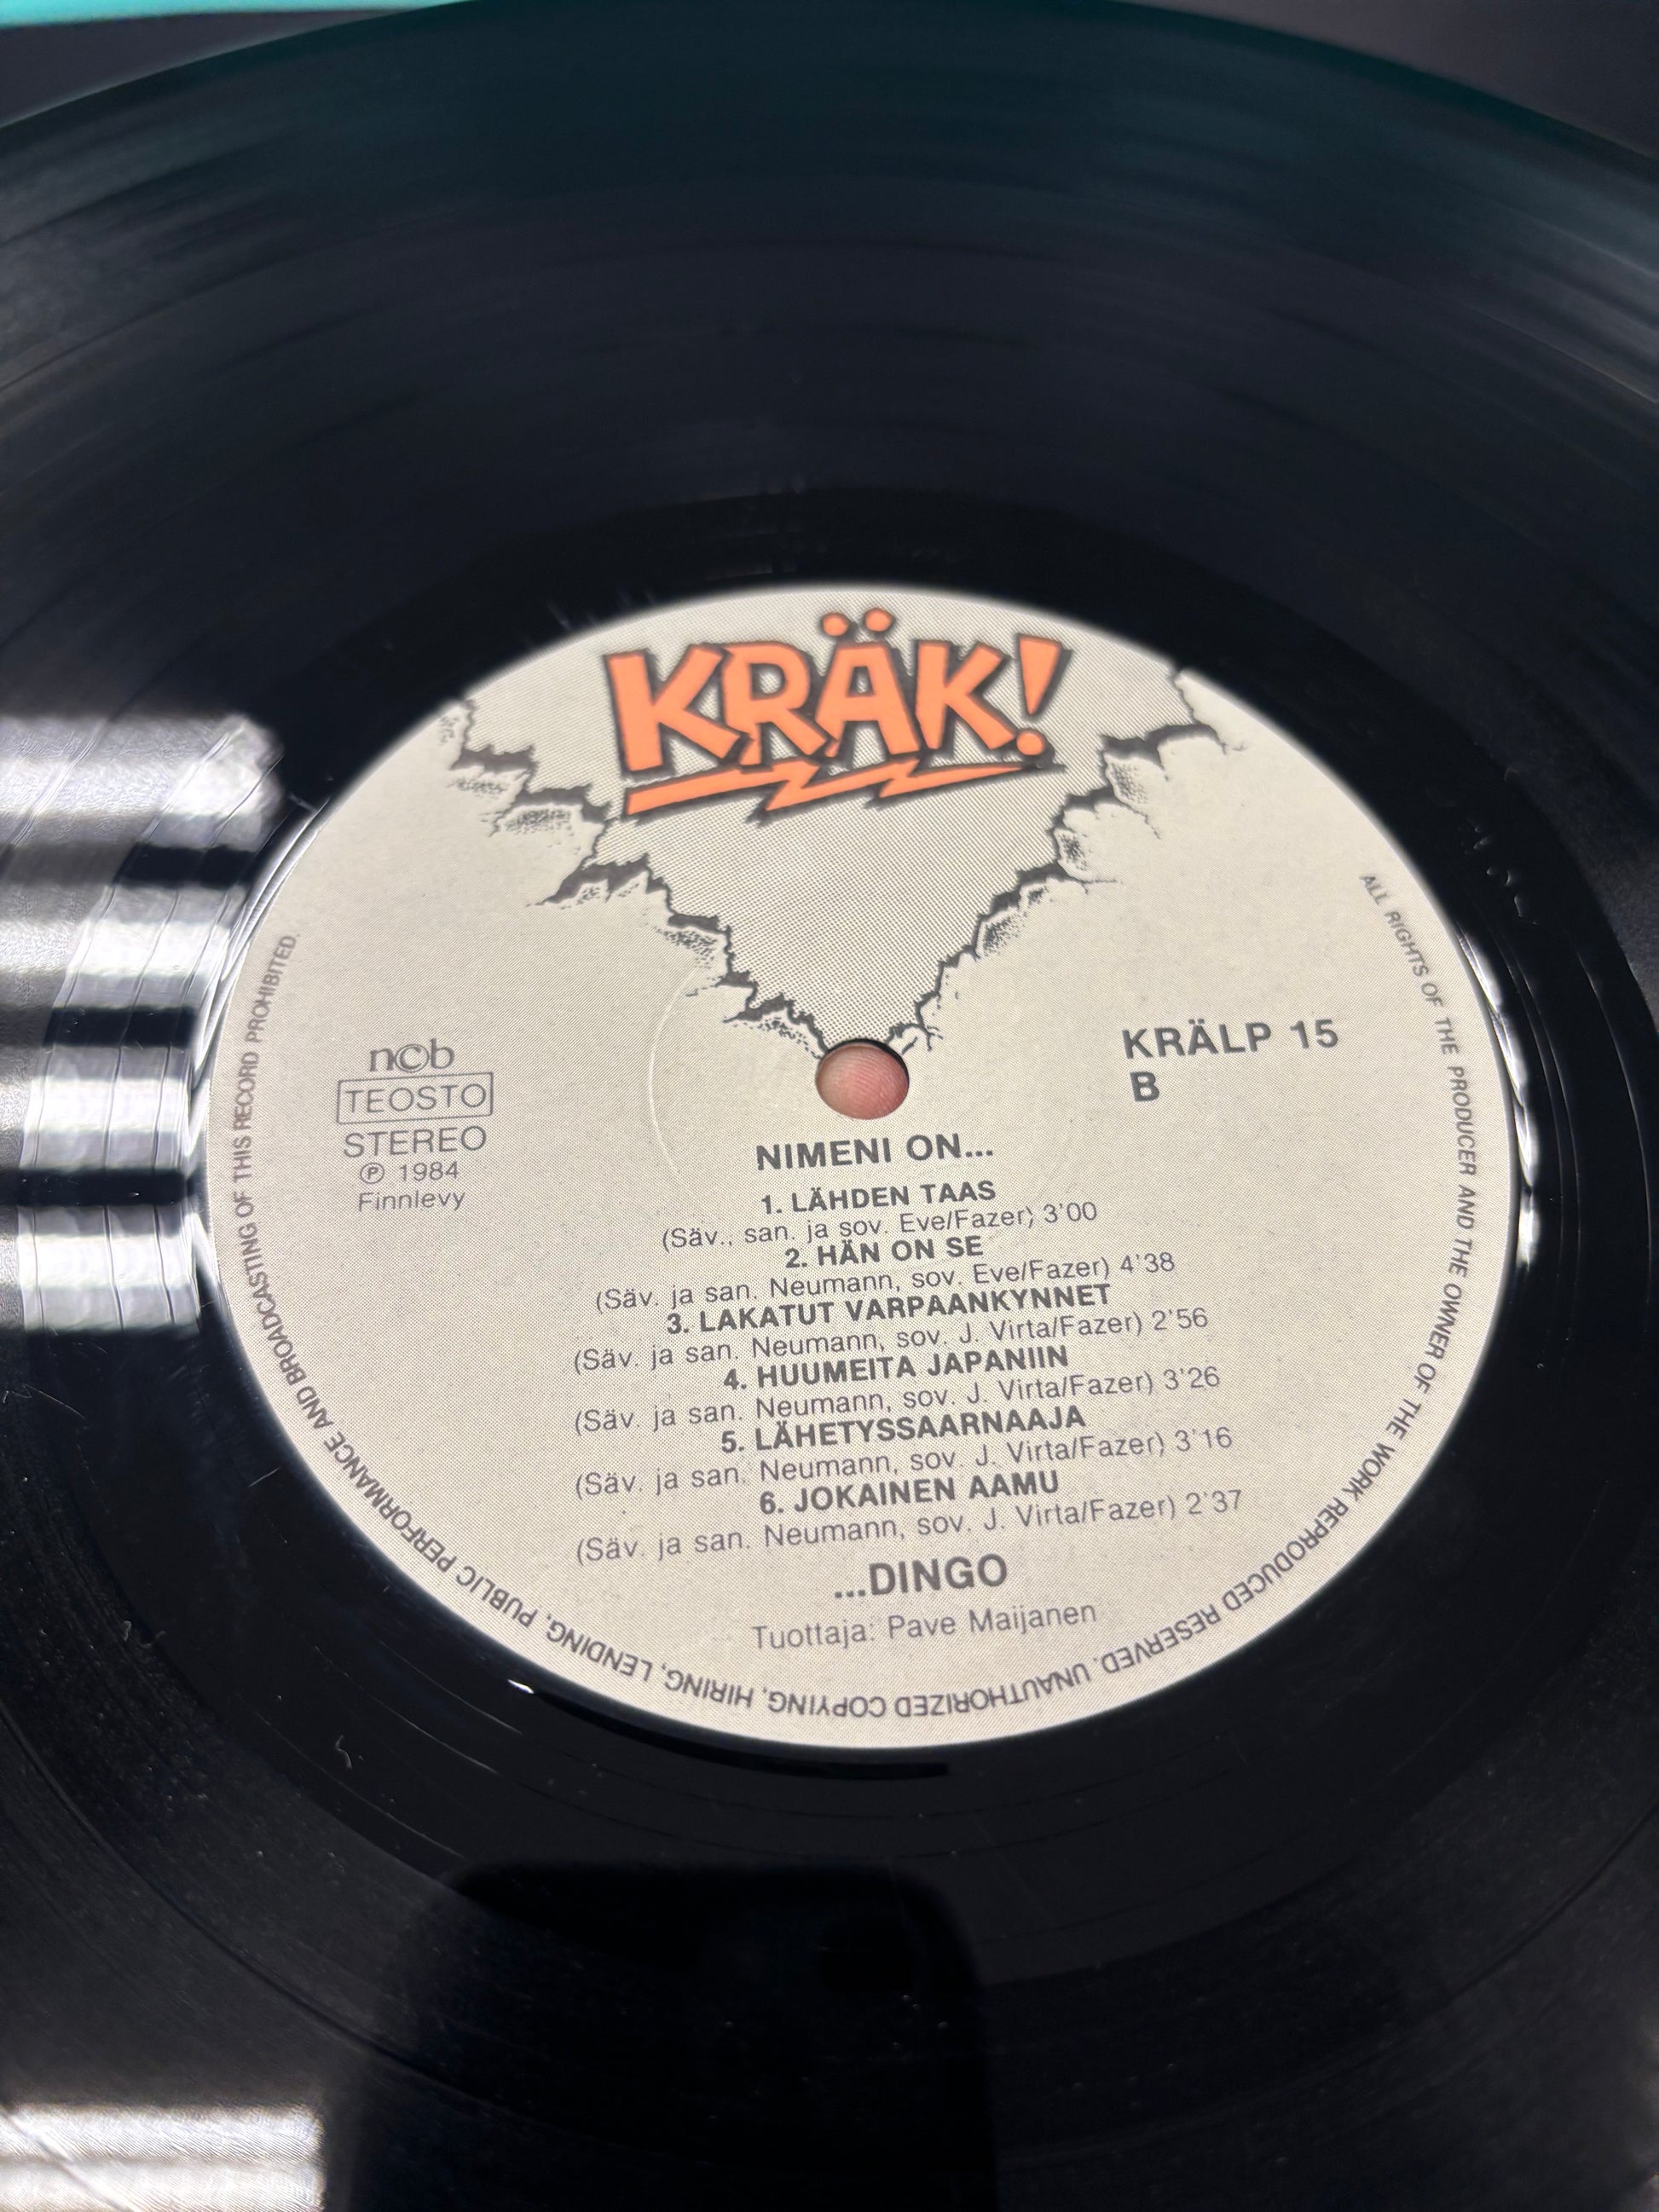 KRÄK!
ncb
TEOSTO
STEREO
℗ 1984
Finnlevy
KRÄLP 15
B
NIMENI ON...
1. LÄHDEN TAAS
(Säv., san. ja sov. Eve/Fazer) 3'00
2. HÄN ON SE
(Säv. ja san. Neumann, sov. Eve/Fazer) 4'38
3. LAKATUT VARPAANKYNNET
(Säv. ja san. Neumann, sov. J. Virta/Fazer) 2'56
4. HUUMEITA JAPANIIN
(Säv. ja san. Neumann, sov. J. Virta/Fazer) 3'26
5. LÄHETYSSAARNAAJA
(Säv. ja san. Neumann, sov. J. Virta/Fazer) 3'16
6. JOKAINEN AAMU
(Säv. ja san. Neumann, sov. J. Virta/Fazer) 2'37
...DINGO
Tuottaja: Pave Maijanen
ALL RIGHTS OF THE PRODUCER AND THE OWNER OF THE WORK REPRODUCED RESERVED. UNAUTHORIZED COPYING, HIRING, LENDING, PUBLIC PERFORMANCE AND BROADCASTING OF THIS RECORD PROHIBITED.